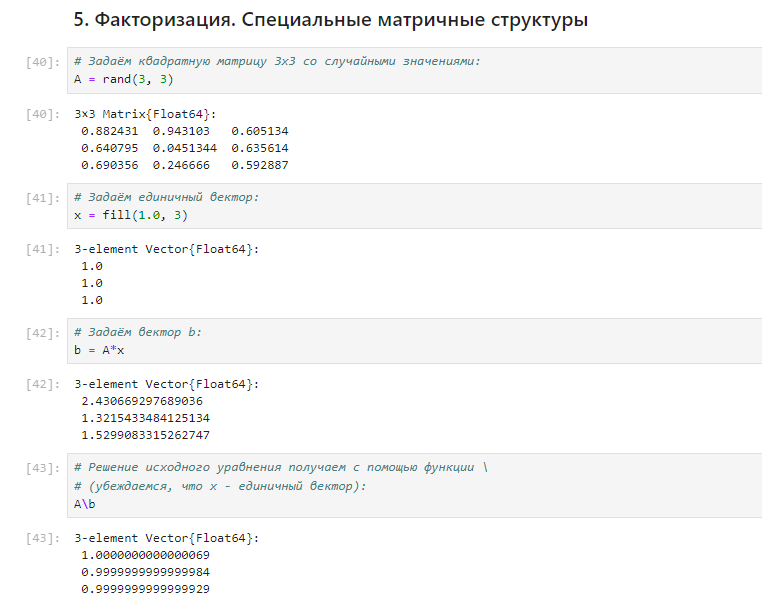 5. Факторизация. Специальные матричные структуры
[40]: # Задаём квадратную матрицу 3x3 со случайными значениями:
A = rand(3, 3)
[40]: 3×3 Matrix{Float64}:
0.882431 0.943103 0.605134
0.640795 0.0451344 0.635614
0.690356 0.246666 0.592887
[41]: # Задаём единичный вектор:
x = fill(1.0, 3)
[41]: 3-element Vector{Float64}:
1.0
1.0
1.0
[42]: # Задаём вектор b:
b = A*x
[42]: 3-element Vector{Float64}:
2.430669297689036
1.3215433484125134
1.5299083315262747
[43]: # Решение исходного уравнения получаем с помощью функции \
# (убеждаемся, что x - единичный вектор):
A\b
[43]: 3-element Vector{Float64}:
1.0000000000000069
0.9999999999999984
0.9999999999999929